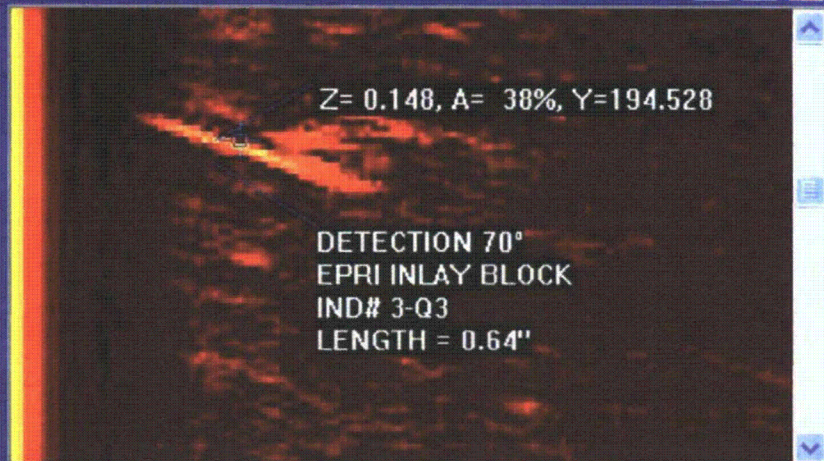 Z= 0.148, A= 38%, Y=194.528
DETECTION 70°
EPRI INLAY BLOCK
IND# 3-Q3
LENGTH = 0.64"